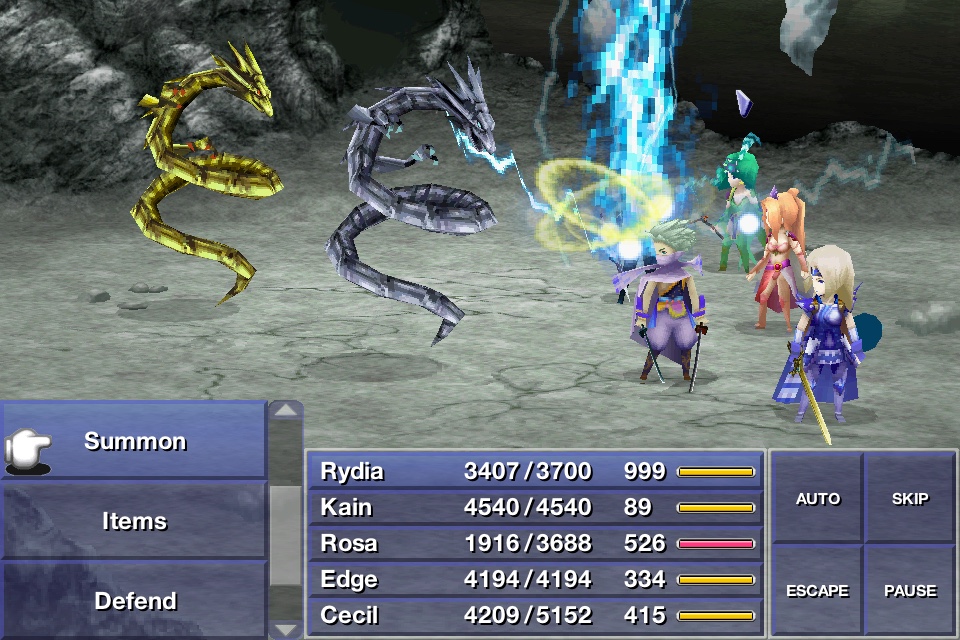 Summon
Items
Defend
Rydia 3407/3700 999
Kain 4540/4540 89
Rosa 1916/3688 526
Edge 4194/4194 334
Cecil 4209/5152 415
AUTO SKIP
ESCAPE PAUSE